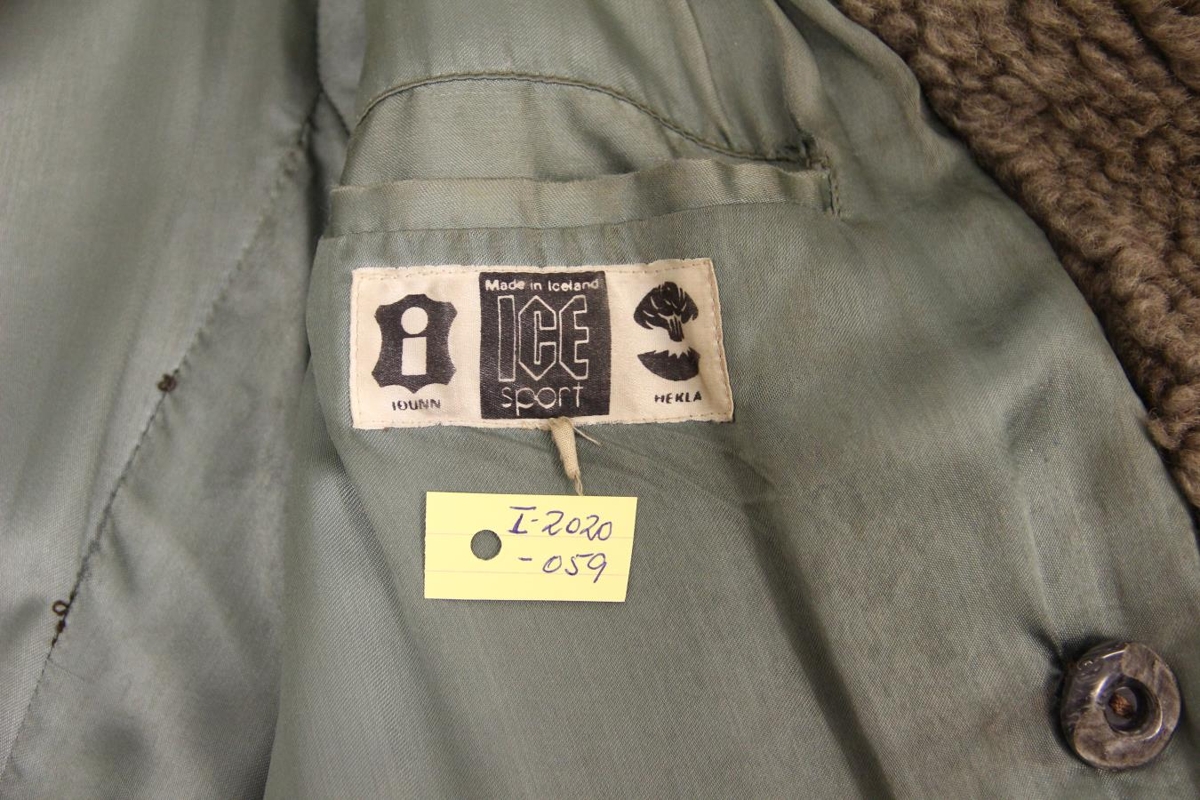 Made in Iceland
ICE
sport
i
IÐUNN
HEKLA
I-2020
-059